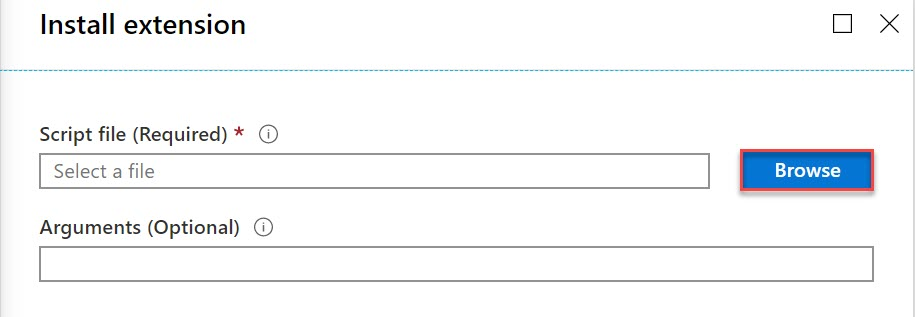 Install extension
Script file (Required) *
Select a file
Browse
Arguments (Optional)